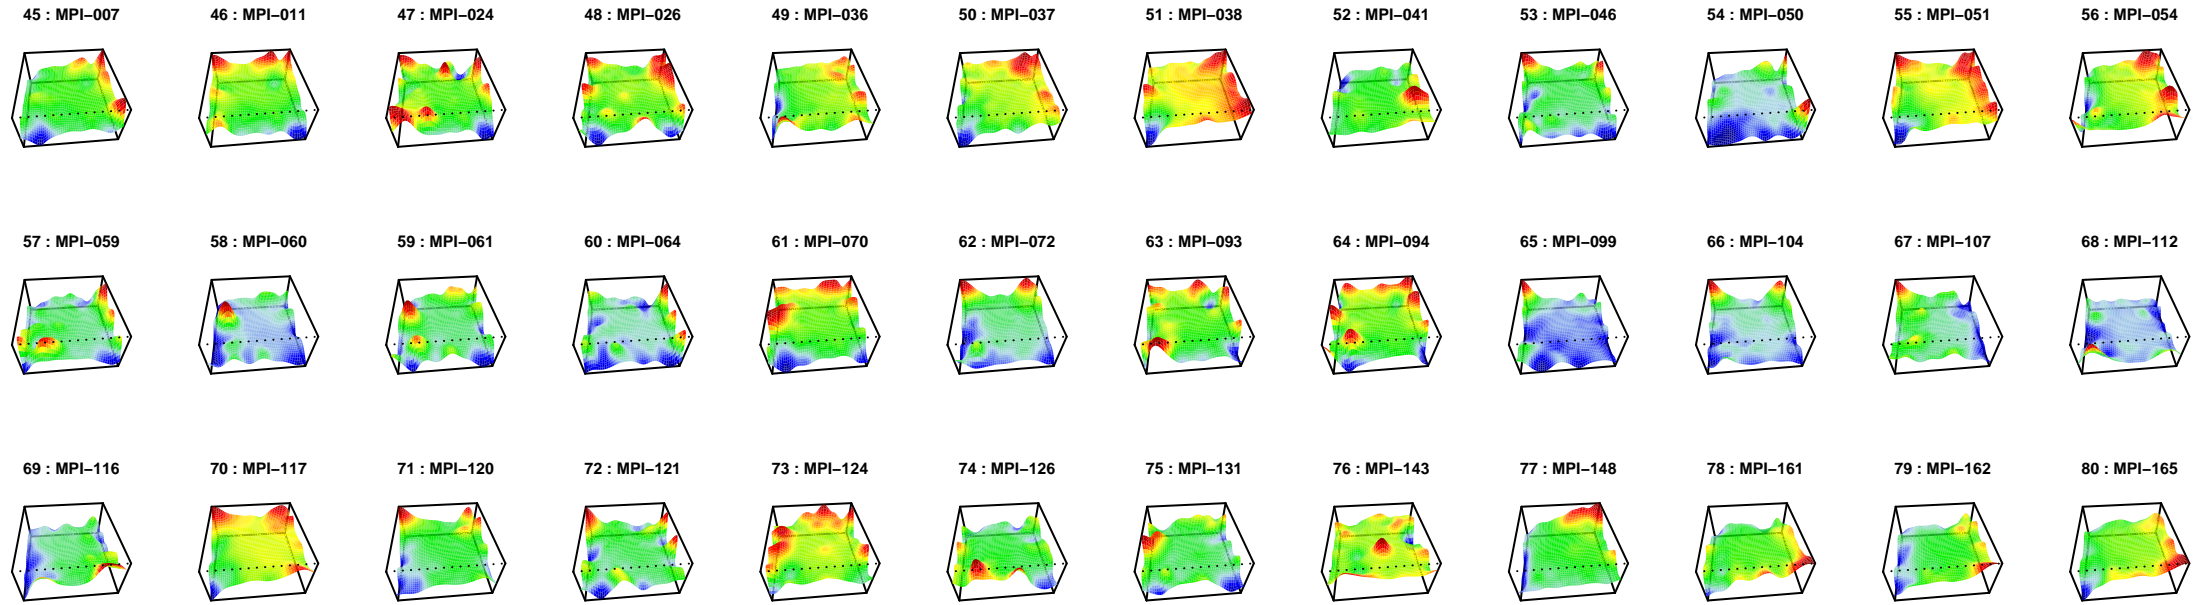 45 : MPI−007 46 : MPI−011 47 : MPI−024 48 : MPI−026 49 : MPI−036 50 : MPI−037 51 : MPI−038 52 : MPI−041 53 : MPI−046 54 : MPI−050 55 : MPI−051 56 : MPI−054
57 : MPI−059 58 : MPI−060 59 : MPI−061 60 : MPI−064 61 : MPI−070 62 : MPI−072 63 : MPI−093 64 : MPI−094 65 : MPI−099 66 : MPI−104 67 : MPI−107 68 : MPI−112
69 : MPI−116 70 : MPI−117 71 : MPI−120 72 : MPI−121 73 : MPI−124 74 : MPI−126 75 : MPI−131 76 : MPI−143 77 : MPI−148 78 : MPI−161 79 : MPI−162 80 : MPI−165